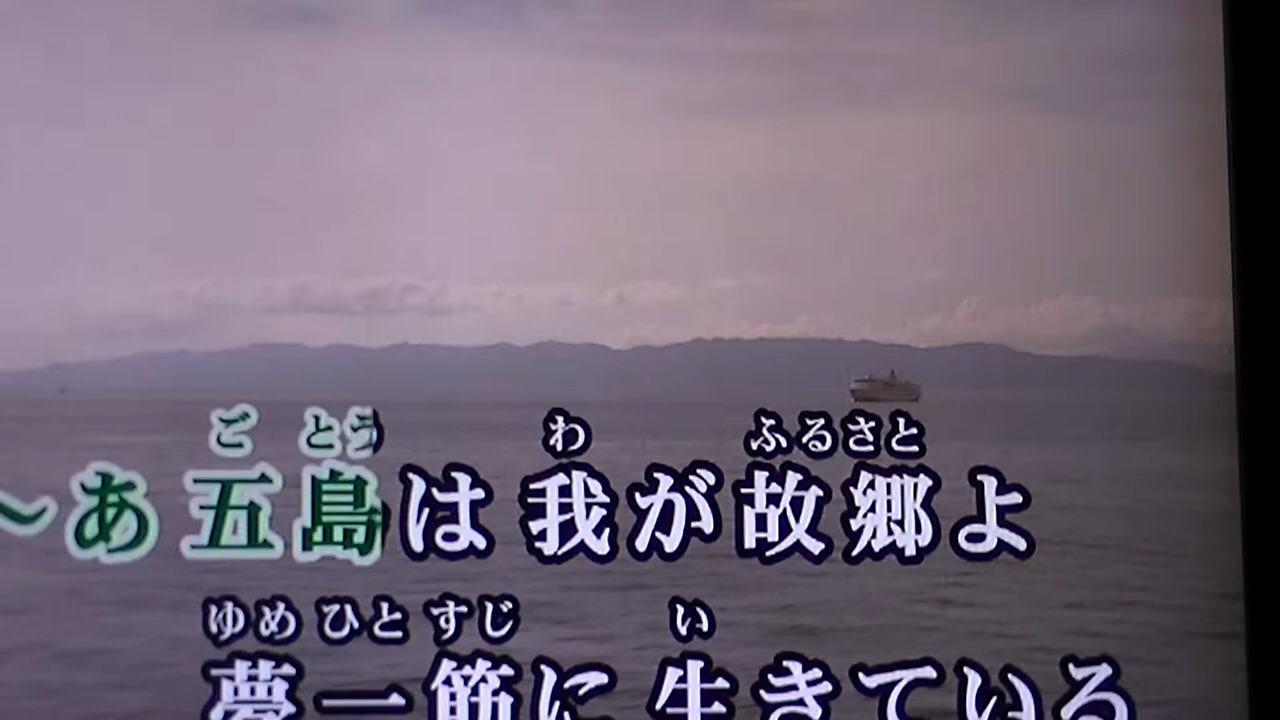 ご とう わ ふるさと
～あ 五島は 我が故郷よ
ゆめ ひと すじ い
夢一筋に 生きている